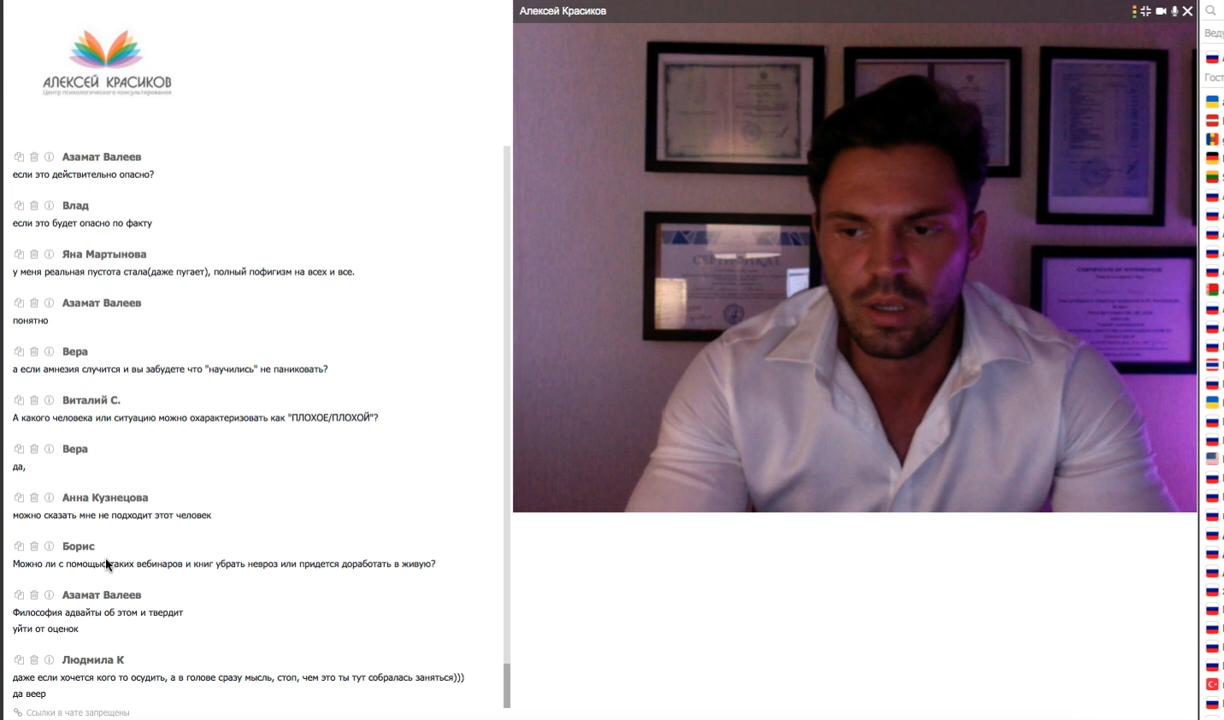 АЛЕКСЕЙ КРАСИКОВ
Центр психологического консультирования
Азамат Валеев
если это действительно опасно?
Влад
если это будет опасно по факту
Яна Мартынова
у меня реальная пустота стала(даже пугает), полный пофигизм на всех и все.
Азамат Валеев
понятно
Вера
а если амнезия случится и вы забудете что "научились" не паниковать?
Виталий С.
А какого человека или ситуацию можно охарактеризовать как "ПЛОХОЕ/ПЛОХОЙ"?
Вера
да,
Анна Кузнецова
можно сказать мне не подходит этот человек
Борис
Можно ли с помощью таких вебинаров и книг убрать невроз или придется доработать в живую?
Азамат Валеев
Философия адвайты об этом и твердит
уйти от оценок
Людмила К
даже если хочется кого то осудить, а в голове сразу мысль, стоп, чем это ты тут собралась заняться)))
да веер
Ссылки в чате запрещены
Алексей Красиков
СЕРТИФИКАТ
Веду
Гост